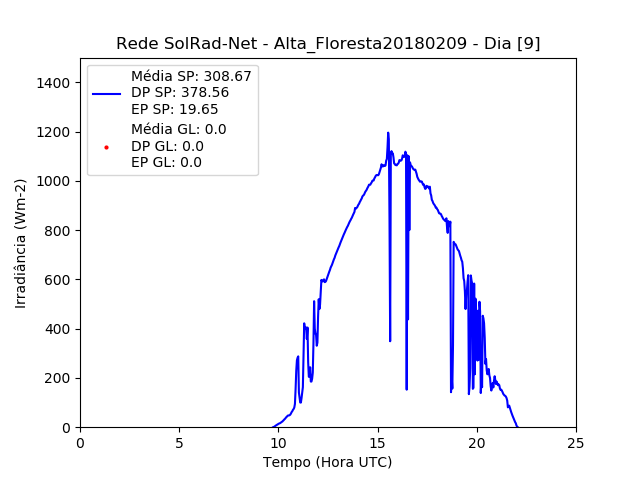 Rede SolRad-Net - Alta_Floresta20180209 - Dia [9]
Média SP: 308.67
DP SP: 378.56
EP SP: 19.65
Média GL: 0.0
DP GL: 0.0
EP GL: 0.0
Irradiância (Wm-2)
1400
1200
1000
800
600
400
200
0
0 5 10 15 20 25
Tempo (Hora UTC)